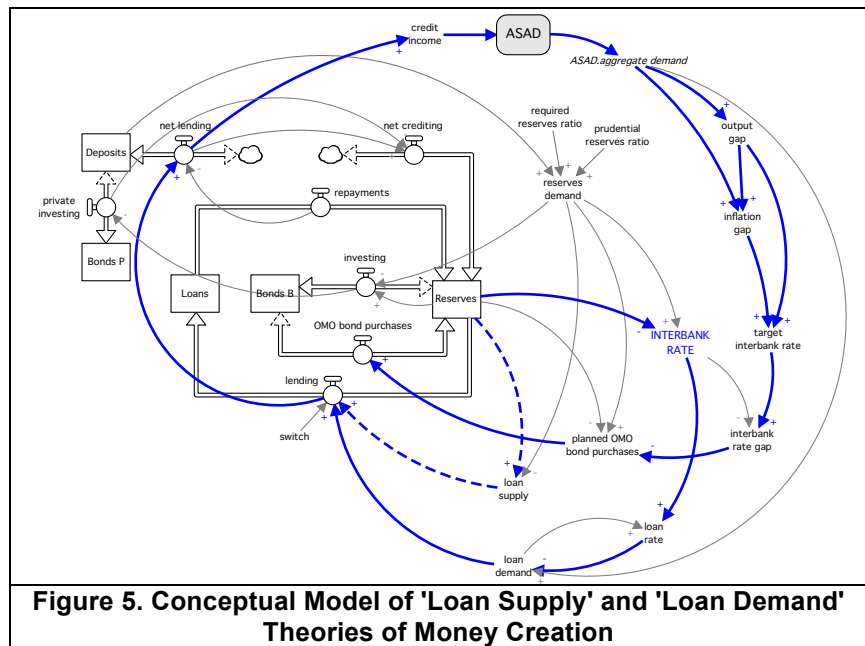 credit
income
ASAD
ASAD.aggregate demand
+
+
output
gap
required
reserves ratio
prudential
reserves ratio
net lending
net crediting
Deposits
+
-
+
+
+
+
+
reserves
demand
private
investing
-
repayments
+
+
+
inflation
gap
Bonds P
investing
-
Loans
Bonds B
+
Reserves
OMO bond purchases
+
-
+
INTERBANK
RATE
+
+
target
interbank rate
lending
+
+
+
switch
-
+
planned OMO
bond purchases
-
-
+
interbank
rate gap
+
-
loan
supply
+
+
loan
rate
loan
demand
-
+
Figure 5. Conceptual Model of 'Loan Supply' and 'Loan Demand'
Theories of Money Creation